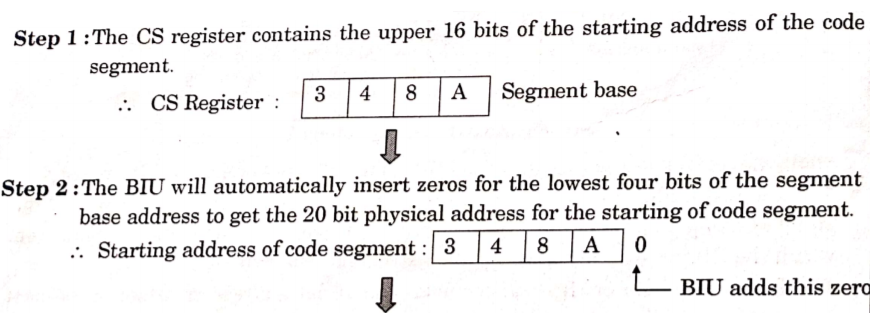 Step 1 :The CS register contains the upper 16 bits of the starting address of the code
segment.
∴ CS Register : 3 4 8 A Segment base
Step 2 :The BIU will automatically insert zeros for the lowest four bits of the segment
base address to get the 20 bit physical address for the starting of code segment.
∴ Starting address of code segment : 3 4 8 A 0
BIU adds this zero